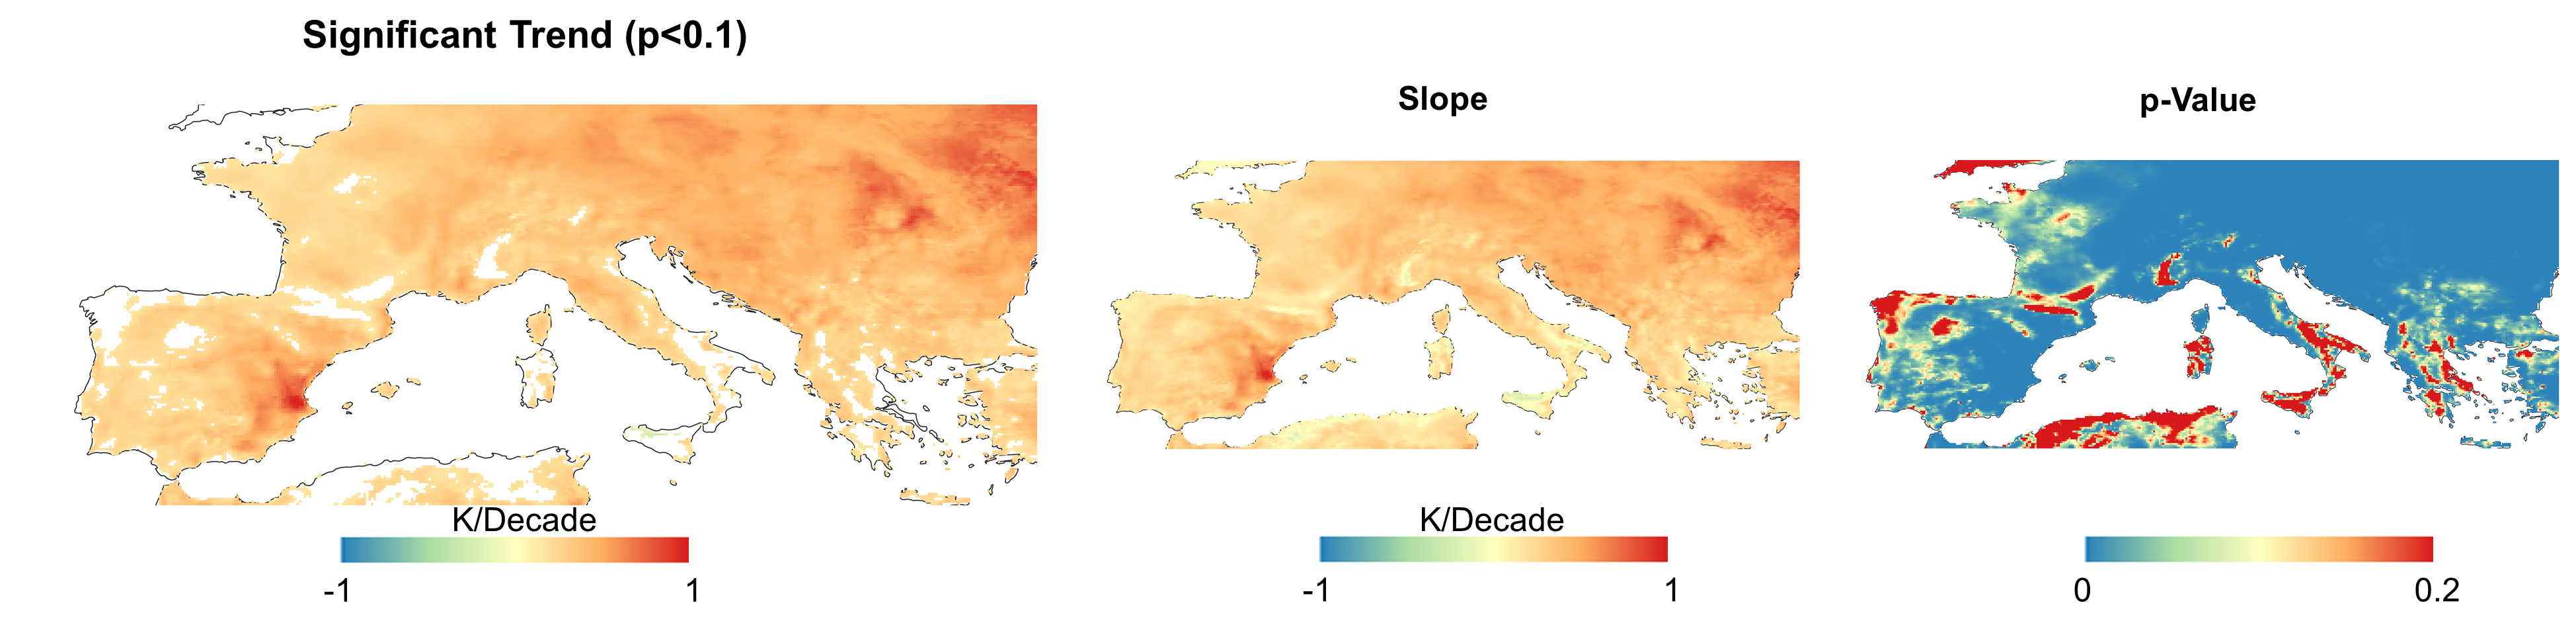 Significant Trend (p<0.1)
Slope
p-Value
K/Decade
-1 1
K/Decade
-1 1
0 0.2